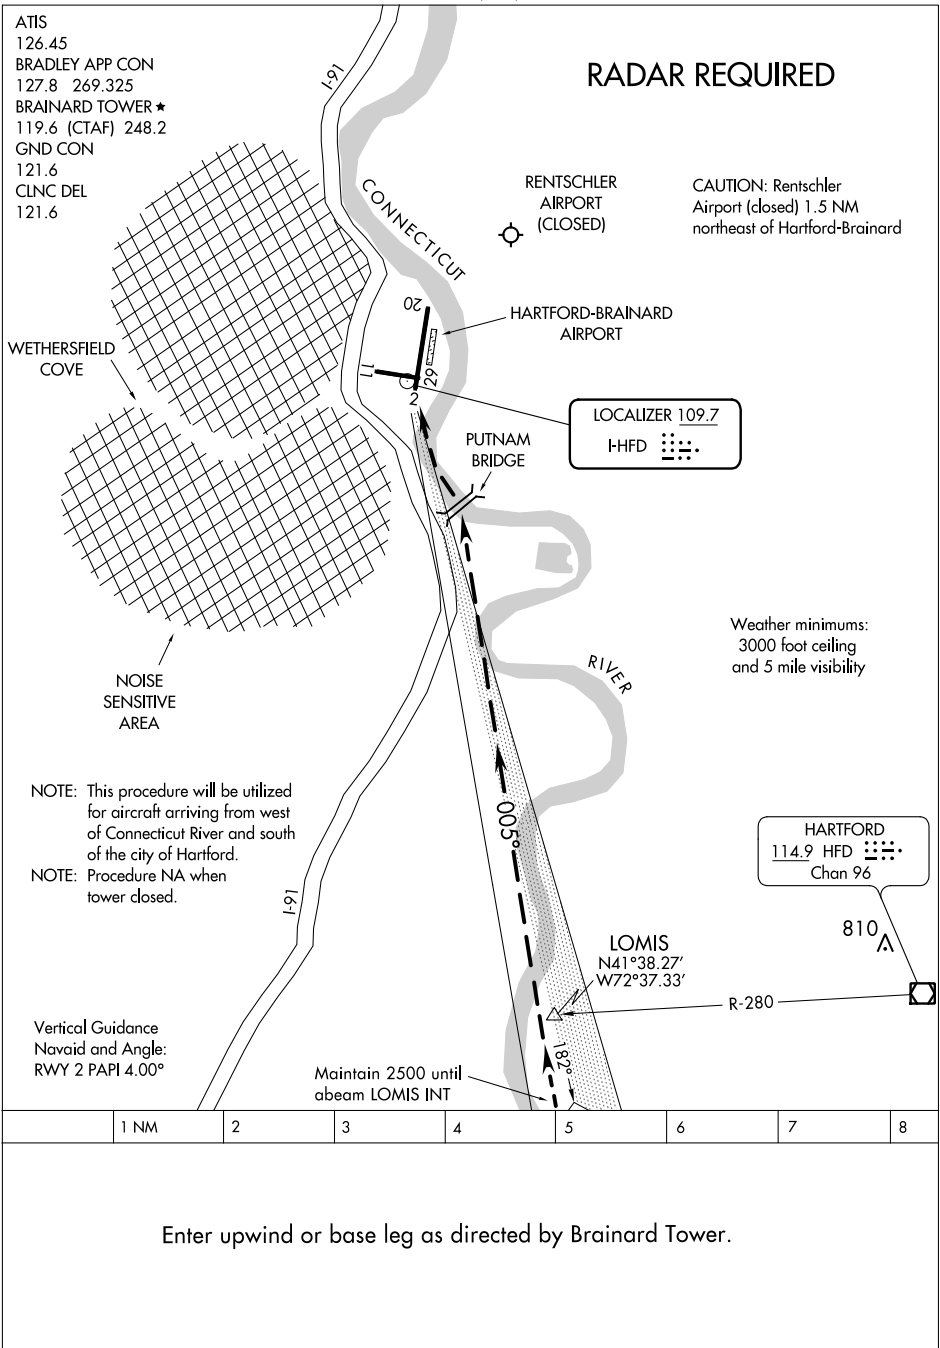 ATIS
126.45
BRADLEY APP CON
127.8 269.325
BRAINARD TOWER ★
119.6 (CTAF) 248.2
GND CON
121.6
CLNC DEL
121.6
RADAR REQUIRED
I-91
CONNECTICUT
RENTSCHLER
AIRPORT
(CLOSED)
CAUTION: Rentschler
Airport (closed) 1.5 NM
northeast of Hartford-Brainard
20
HARTFORD-BRAINARD
AIRPORT
WETHERSFIELD
COVE
11
29
2
LOCALIZER 109.7
I-HFD
PUTNAM
BRIDGE
NOISE
SENSITIVE
AREA
RIVER
Weather minimums:
3000 foot ceiling
and 5 mile visibility
NOTE: This procedure will be utilized
for aircraft arriving from west
of Connecticut River and south
of the city of Hartford.
NOTE: Procedure NA when
tower closed.
I-91
005°
HARTFORD
114.9 HFD
Chan 96
810
LOMIS
N41°38.27'
W72°37.33'
R-280
182°
Vertical Guidance
Navaid and Angle:
RWY 2 PAPI 4.00°
Maintain 2500 until
abeam LOMIS INT
1 NM 2 3 4 5 6 7 8
Enter upwind or base leg as directed by Brainard Tower.